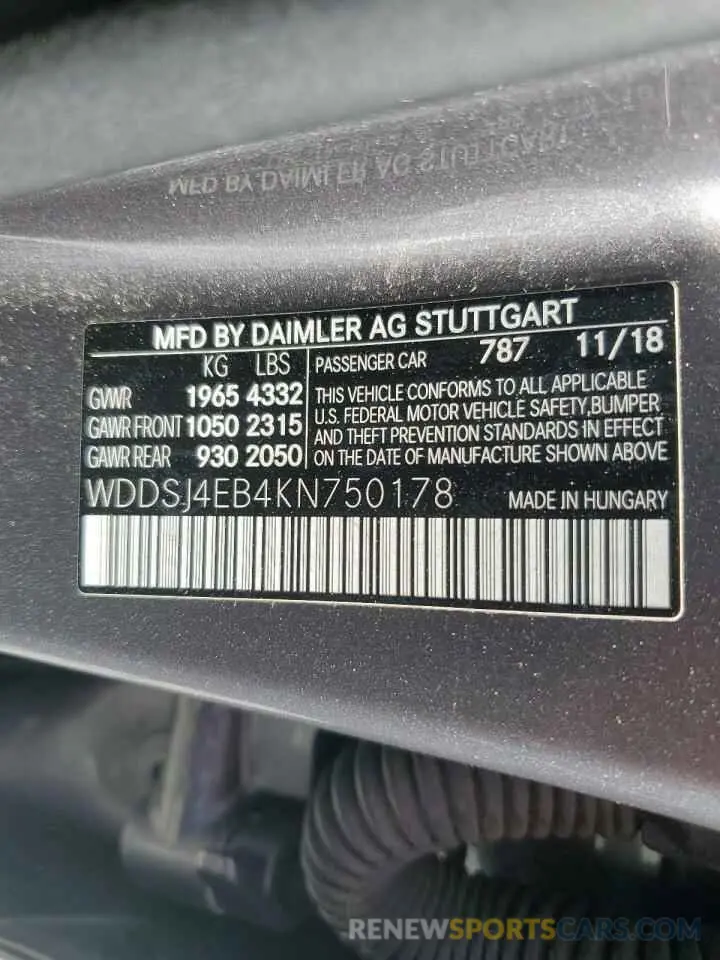 MFD BY DAIMLER AG STUTTGART
MFD BY DAIMLER AG STUTTGART
KG LBS PASSENGER CAR 787 11/18
GVWR 1965 4332 THIS VEHICLE CONFORMS TO ALL APPLICABLE
GAWR FRONT 1050 2315 U.S. FEDERAL MOTOR VEHICLE SAFETY,BUMPER
AND THEFT PREVENTION STANDARDS IN EFFECT
GAWR REAR 930 2050 ON THE DATE OF MANUFACTURE SHOWN ABOVE
WDDSJ4EB4KN750178 MADE IN HUNGARY
RENEWSPORTSCARS.COM